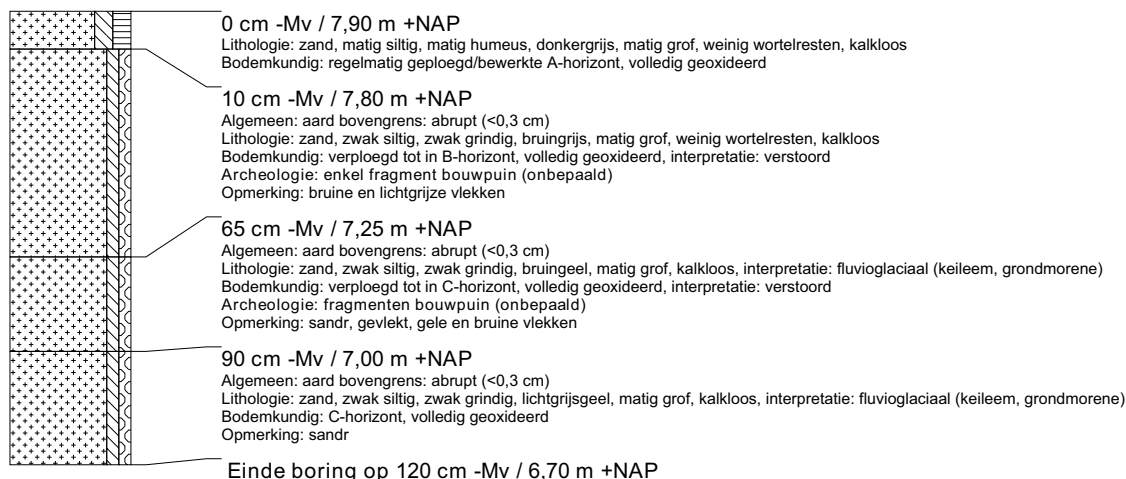 0 cm -Mv / 7,90 m +NAP
Lithologie: zand, matig siltig, matig humeus, donkergrijs, matig grof, weinig wortelresten, kalkloos
Bodemkundig: regelmatig geploegd/bewerkte A-horizont, volledig geoxideerd
10 cm -Mv / 7,80 m +NAP
Algemeen: aard bovengrens: abrupt (<0,3 cm)
Lithologie: zand, zwak siltig, zwak grindig, bruingrijs, matig grof, weinig wortelresten, kalkloos
Bodemkundig: verploegd tot in B-horizont, volledig geoxideerd, interpretatie: verstoord
Archeologie: enkel fragment bouwpuin (onbepaald)
Opmerking: bruine en lichtgrijze vlekken
65 cm -Mv / 7,25 m +NAP
Algemeen: aard bovengrens: abrupt (<0,3 cm)
Lithologie: zand, zwak siltig, zwak grindig, bruingeel, matig grof, kalkloos, interpretatie: fluvioglaciaal (keileem, grondmorene)
Bodemkundig: verploegd tot in C-horizont, volledig geoxideerd, interpretatie: verstoord
Archeologie: fragmenten bouwpuin (onbepaald)
Opmerking: sandr, gevlekt, gele en bruine vlekken
90 cm -Mv / 7,00 m +NAP
Algemeen: aard bovengrens: abrupt (<0,3 cm)
Lithologie: zand, zwak siltig, zwak grindig, lichtgrijsgeel, matig grof, kalkloos, interpretatie: fluvioglaciaal (keileem, grondmorene)
Bodemkundig: C-horizont, volledig geoxideerd
Opmerking: sandr
Einde boring op 120 cm -Mv / 6,70 m +NAP